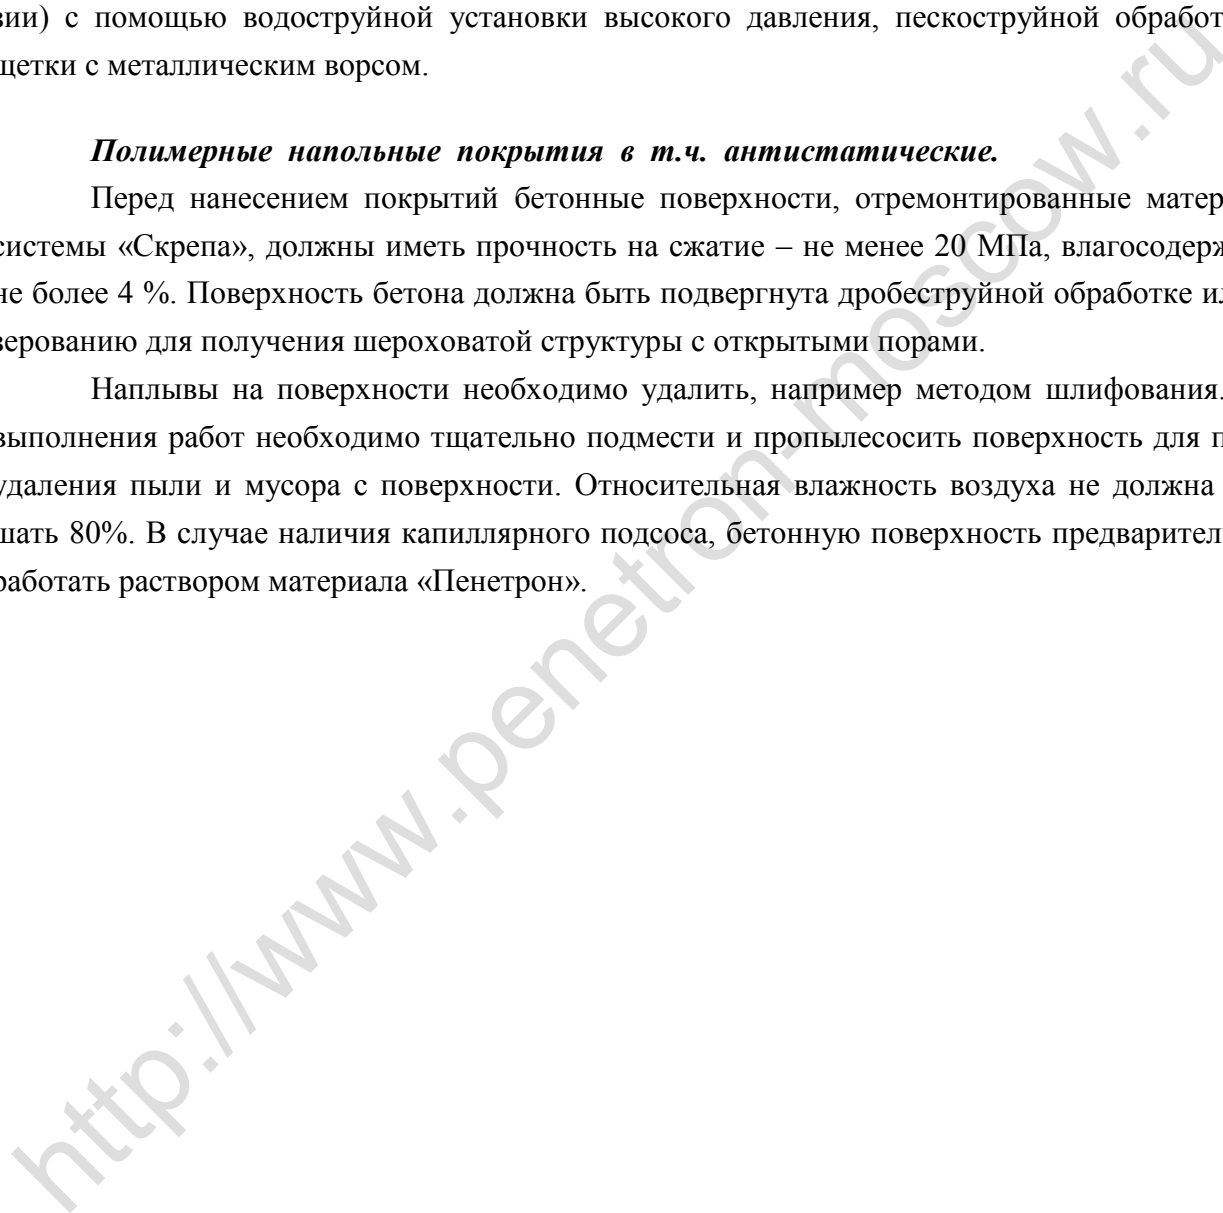 вии) с помощью водоструйной установки высокого давления, пескоструйной обработ
щетки с металлическим ворсом.
Полимерные напольные покрытия в т.ч. антистатические.
Перед нанесением покрытий бетонные поверхности, отремонтированные матер
системы «Скрепа», должны иметь прочность на сжатие – не менее 20 МПа, влагосодерж
не более 4 %. Поверхность бетона должна быть подвергнута дробеструйной обработке ил
верованию для получения шероховатой структуры с открытыми порами.
Наплывы на поверхности необходимо удалить, например методом шлифования.
выполнения работ необходимо тщательно подмести и пропылесосить поверхность для п
удаления пыли и мусора с поверхности. Относительная влажность воздуха не должна
шать 80%. В случае наличия капиллярного подсоса, бетонную поверхность предварител
работать раствором материала «Пенетрон».
http://www.penetron-moscow.ru